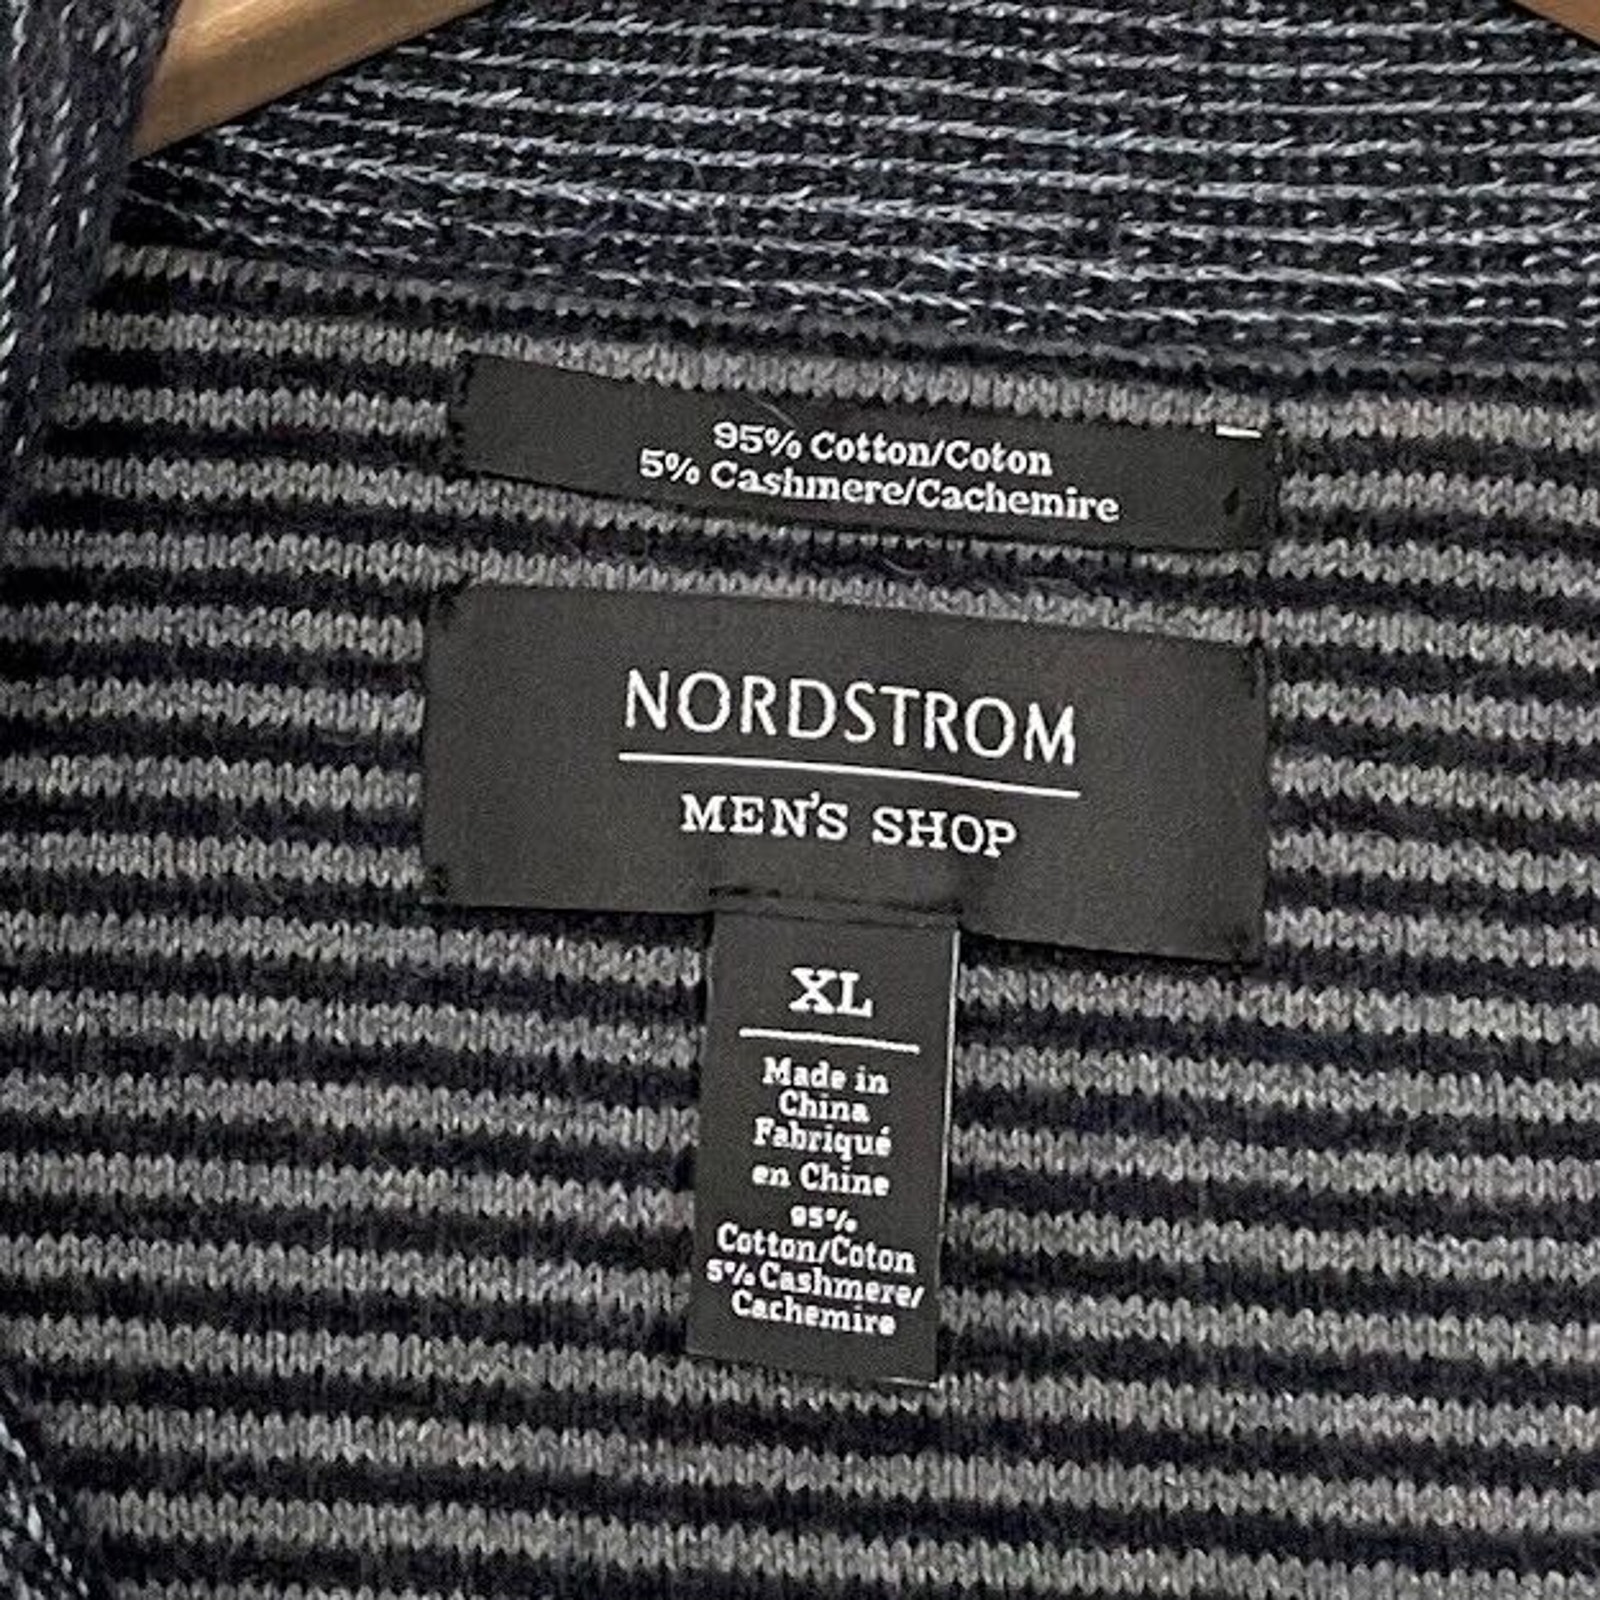 95% Cotton/Coton
5% Cashmere/Cachemire
NORDSTROM
MEN'S SHOP
XL
Made in
China
Fabriqué
en Chine
95%
Cotton/Coton
5% Cashmere/
Cachemire